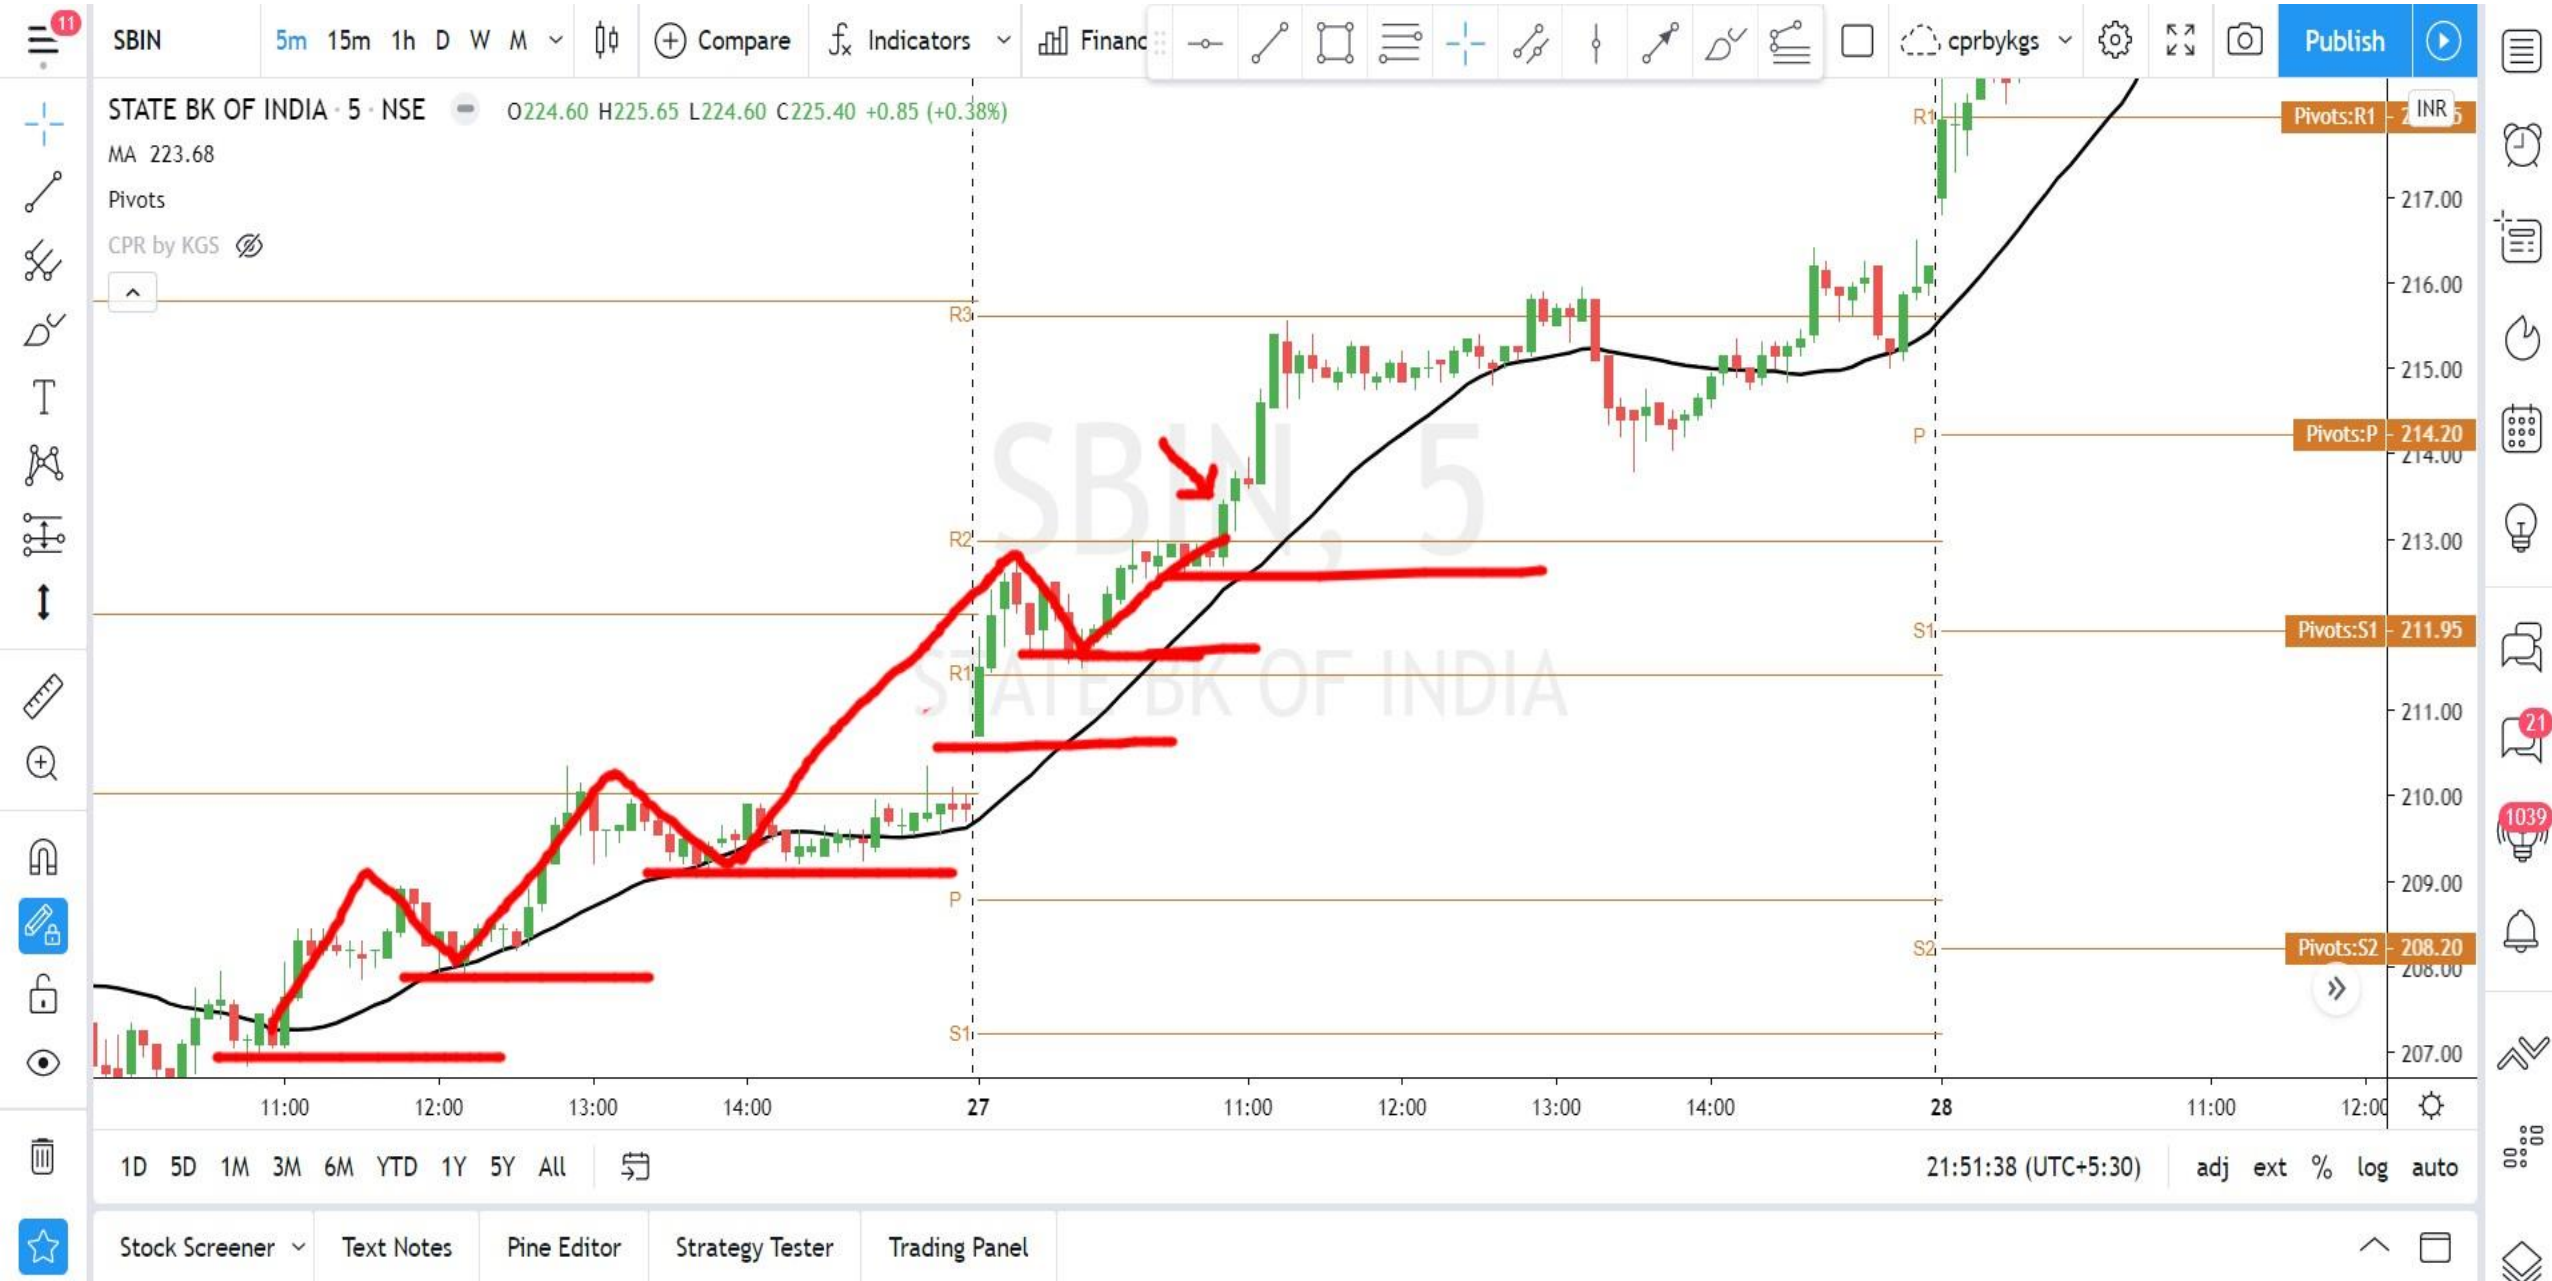 11
SBIN
5m 15m 1h D W M Compare Indicators Financ cprbykgs Publish
STATE BK OF INDIA · 5 · NSE O224.60 H225.65 L224.60 C225.40 +0.85 (+0.38%)
MA 223.68
Pivots
CPR by KGS
INR
R1 Pivots:R1
217.00
216.00
R3
215.00
P Pivots:P 214.20
214.00
SBIN, 5
R2 213.00
S1 Pivots:S1 211.95
STATE BK OF INDIA
R1
211.00
21
210.00
1039
209.00
P
S2 Pivots:S2 208.20
208.00
S1
207.00
11:00 12:00 13:00 14:00 27 11:00 12:00 13:00 14:00 28 11:00 12:00
1D 5D 1M 3M 6M YTD 1Y 5Y All 21:51:38 (UTC+5:30) adj ext % log auto
Stock Screener Text Notes Pine Editor Strategy Tester Trading Panel